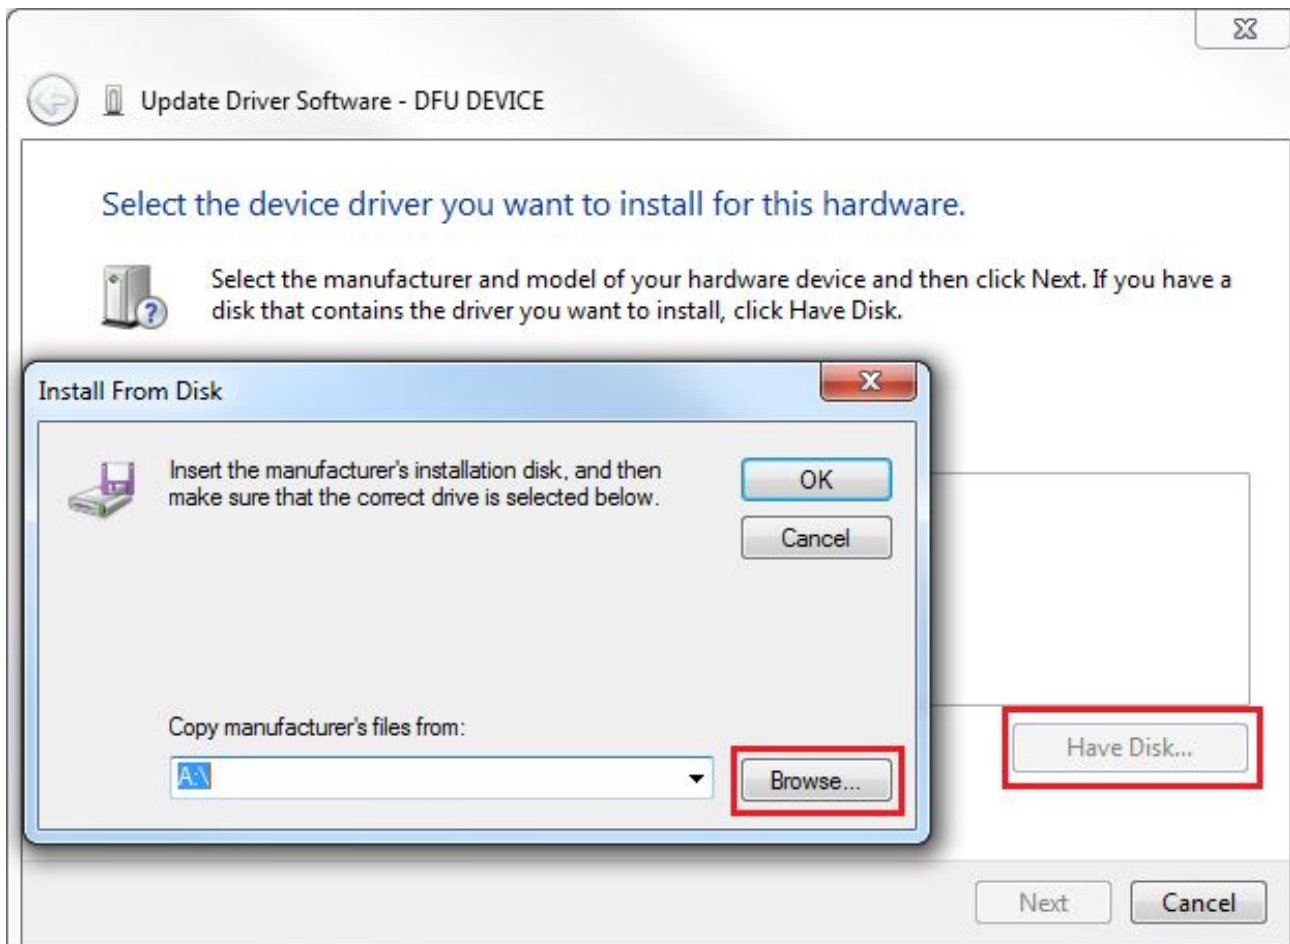 Update Driver Software - DFU DEVICE
Select the device driver you want to install for this hardware.
Select the manufacturer and model of your hardware device and then click Next. If you have a
disk that contains the driver you want to install, click Have Disk.
Install From Disk
Insert the manufacturer's installation disk, and then
make sure that the correct drive is selected below.
OK
Cancel
Copy manufacturer's files from:
A:\
Browse...
Have Disk...
Next
Cancel